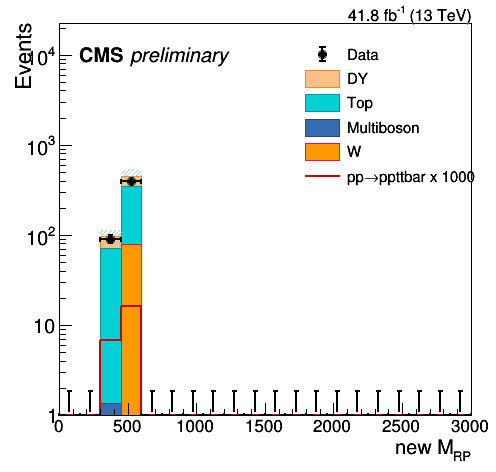 41.8 fb⁻¹ (13 TeV)
Events
CMS preliminary
Data
DY
Top
Multiboson
W
pp→ppttbar x 1000
10⁴
10³
10²
10
1
0 500 1000 1500 2000 2500 3000
new M_RP